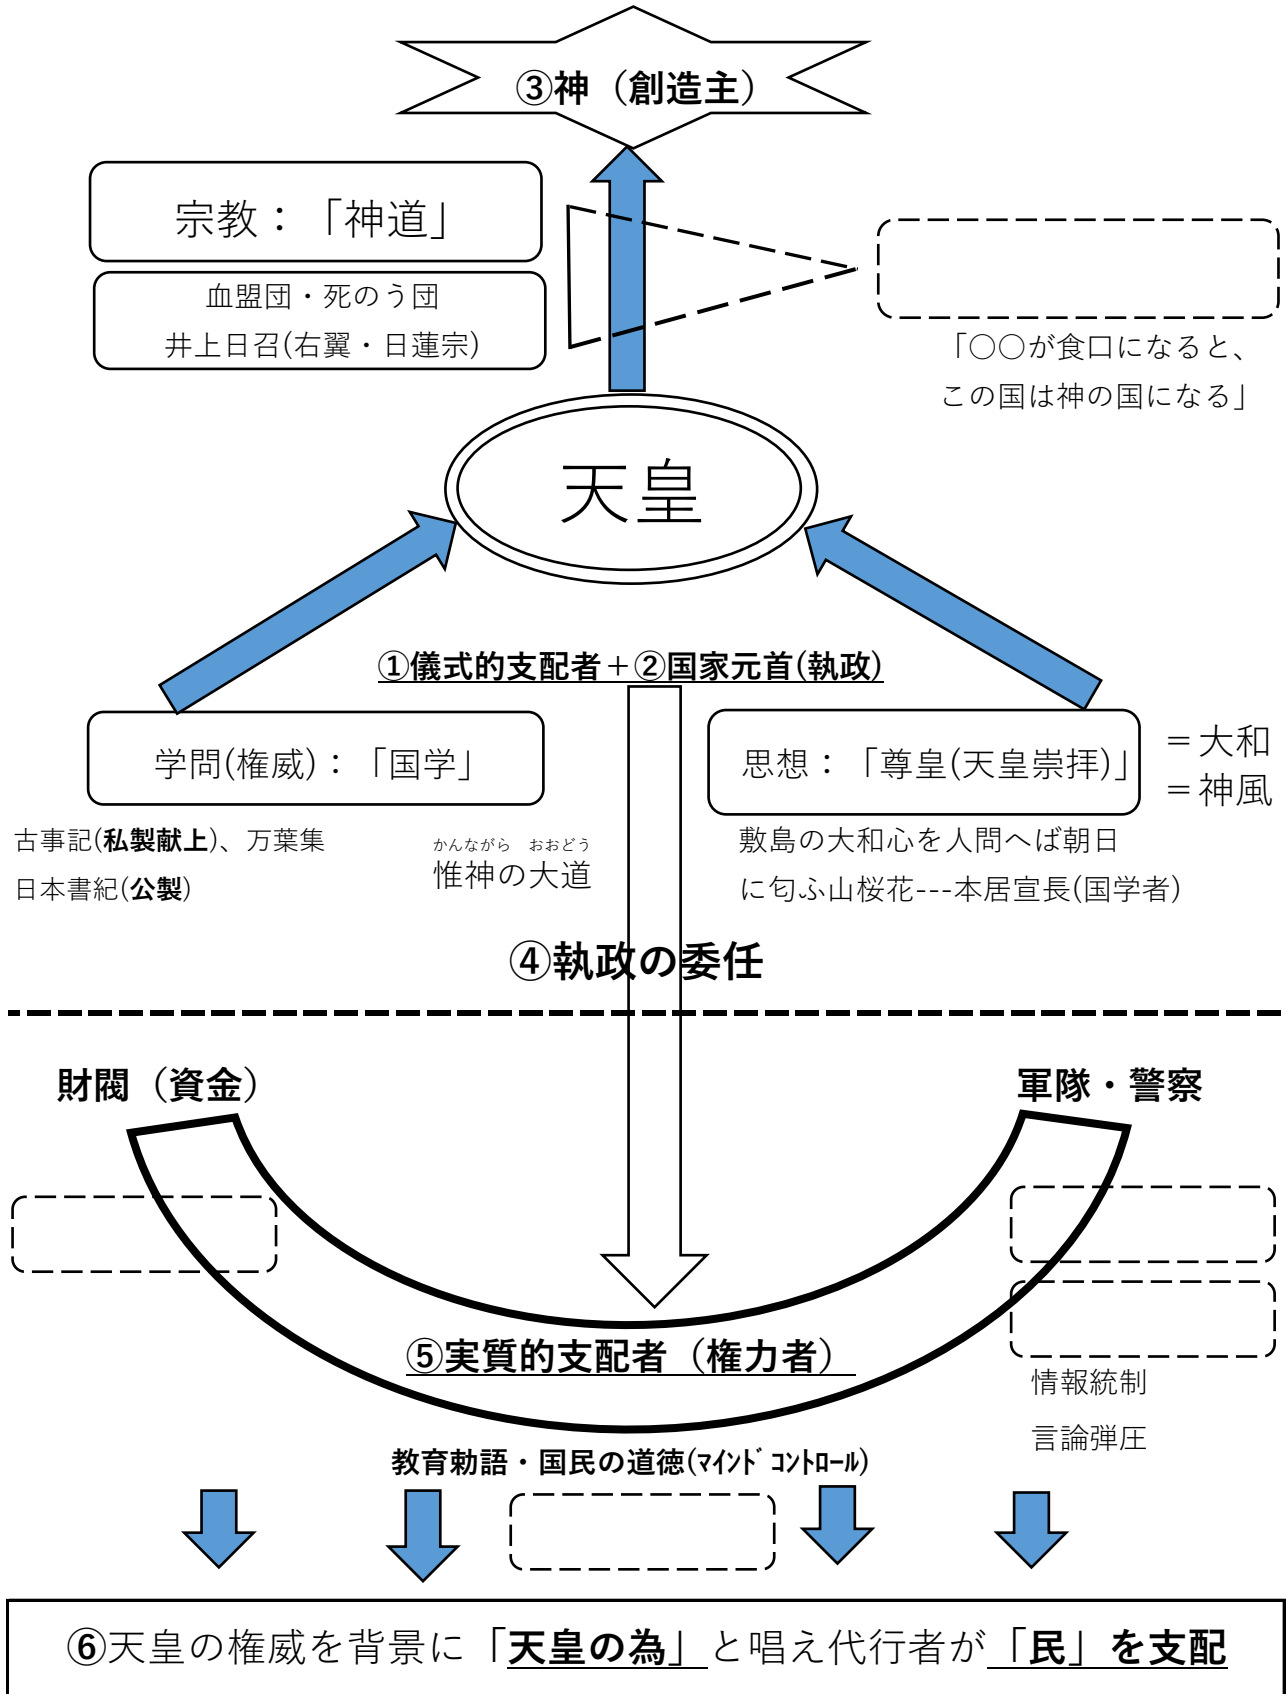 ③神（創造主）
宗教：「神道」
血盟団・死のう団
井上日召(右翼・日蓮宗)
「〇〇が食口になると、
この国は神の国になる」
天皇
①儀式的支配者＋②国家元首(執政)
学問(権威)：「国学」
思想：「尊皇(天皇崇拝)」
＝大和
＝神風
古事記(私製献上)、万葉集
日本書紀(公製)
かんながら おおどう
惟神の大道
敷島の大和心を人問へば朝日
に匂ふ山桜花---本居宣長(国学者)
④執政の委任
財閥（資金）
軍隊・警察
⑤実質的支配者（権力者）
情報統制
言論弾圧
教育勅語・国民の道徳(ﾏｲﾝﾄﾞｺﾝﾄﾛｰﾙ)
⑥天皇の権威を背景に「天皇の為」と唱え代行者が「民」を支配